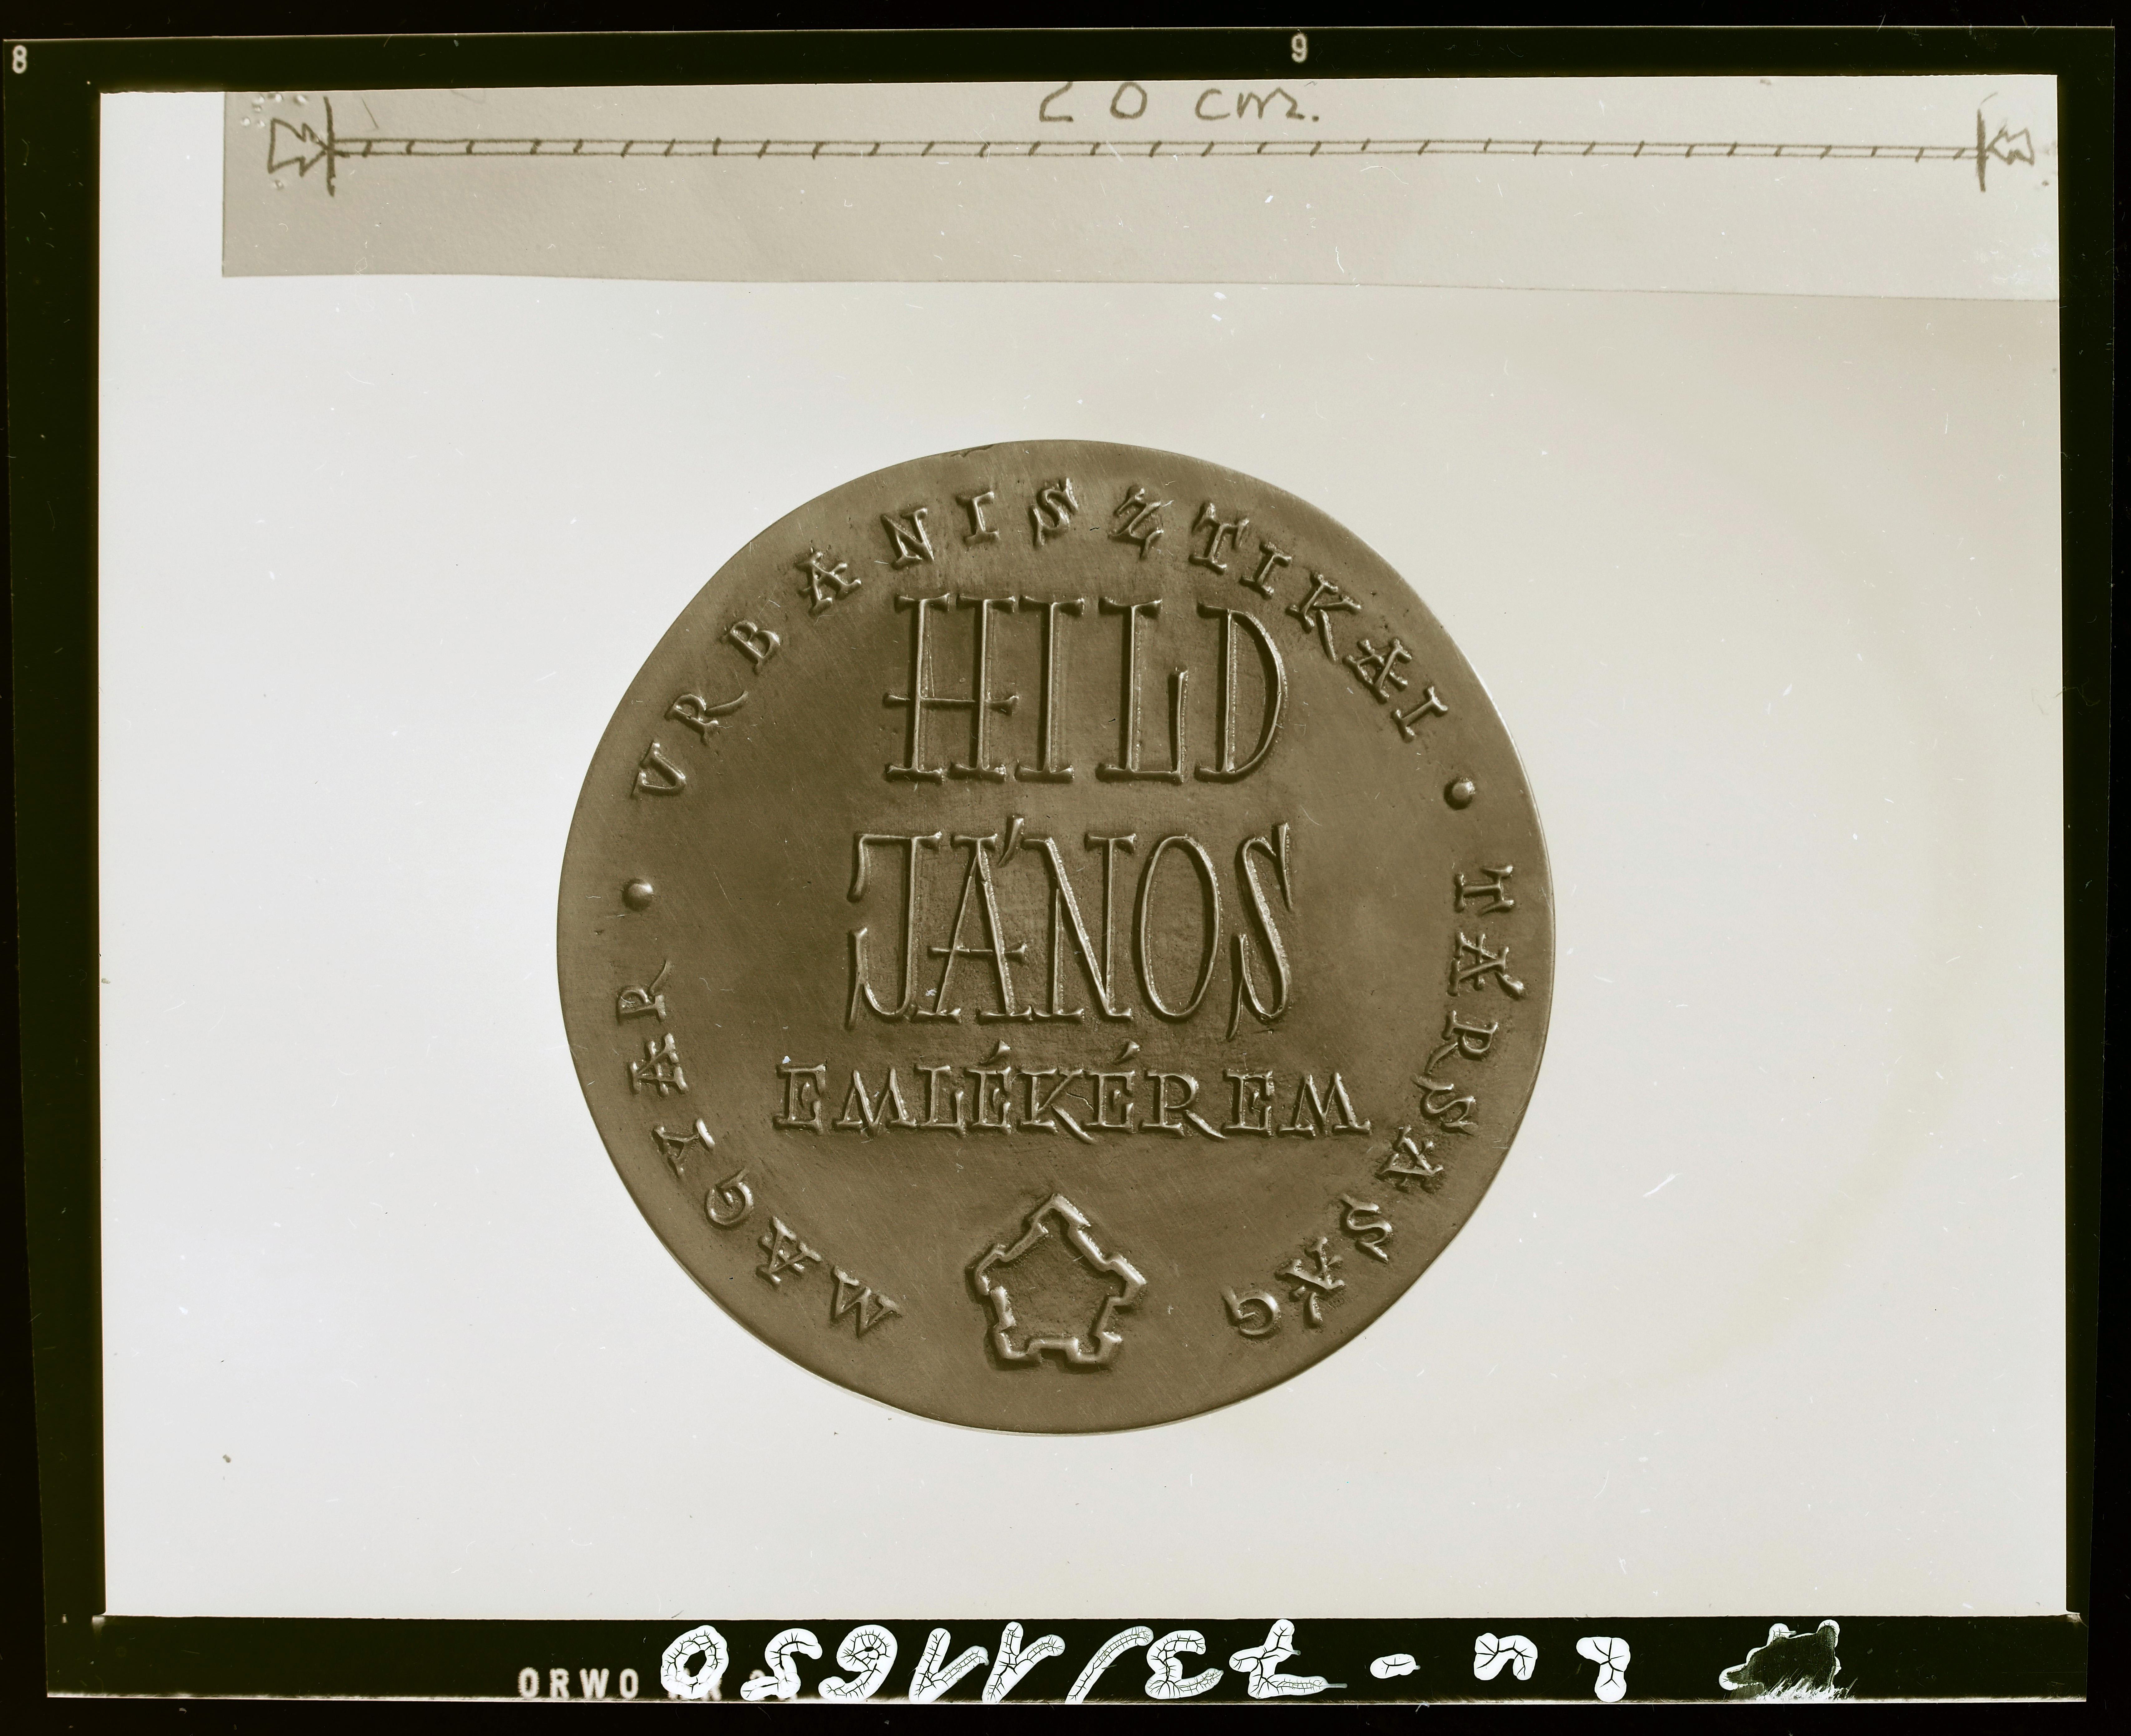 8 9
20 cm.
MAGYAR • URBANISZTIKAI • TÁRSASÁG
HILD
JÁNOS
EMLÉKÉREM
ORWO